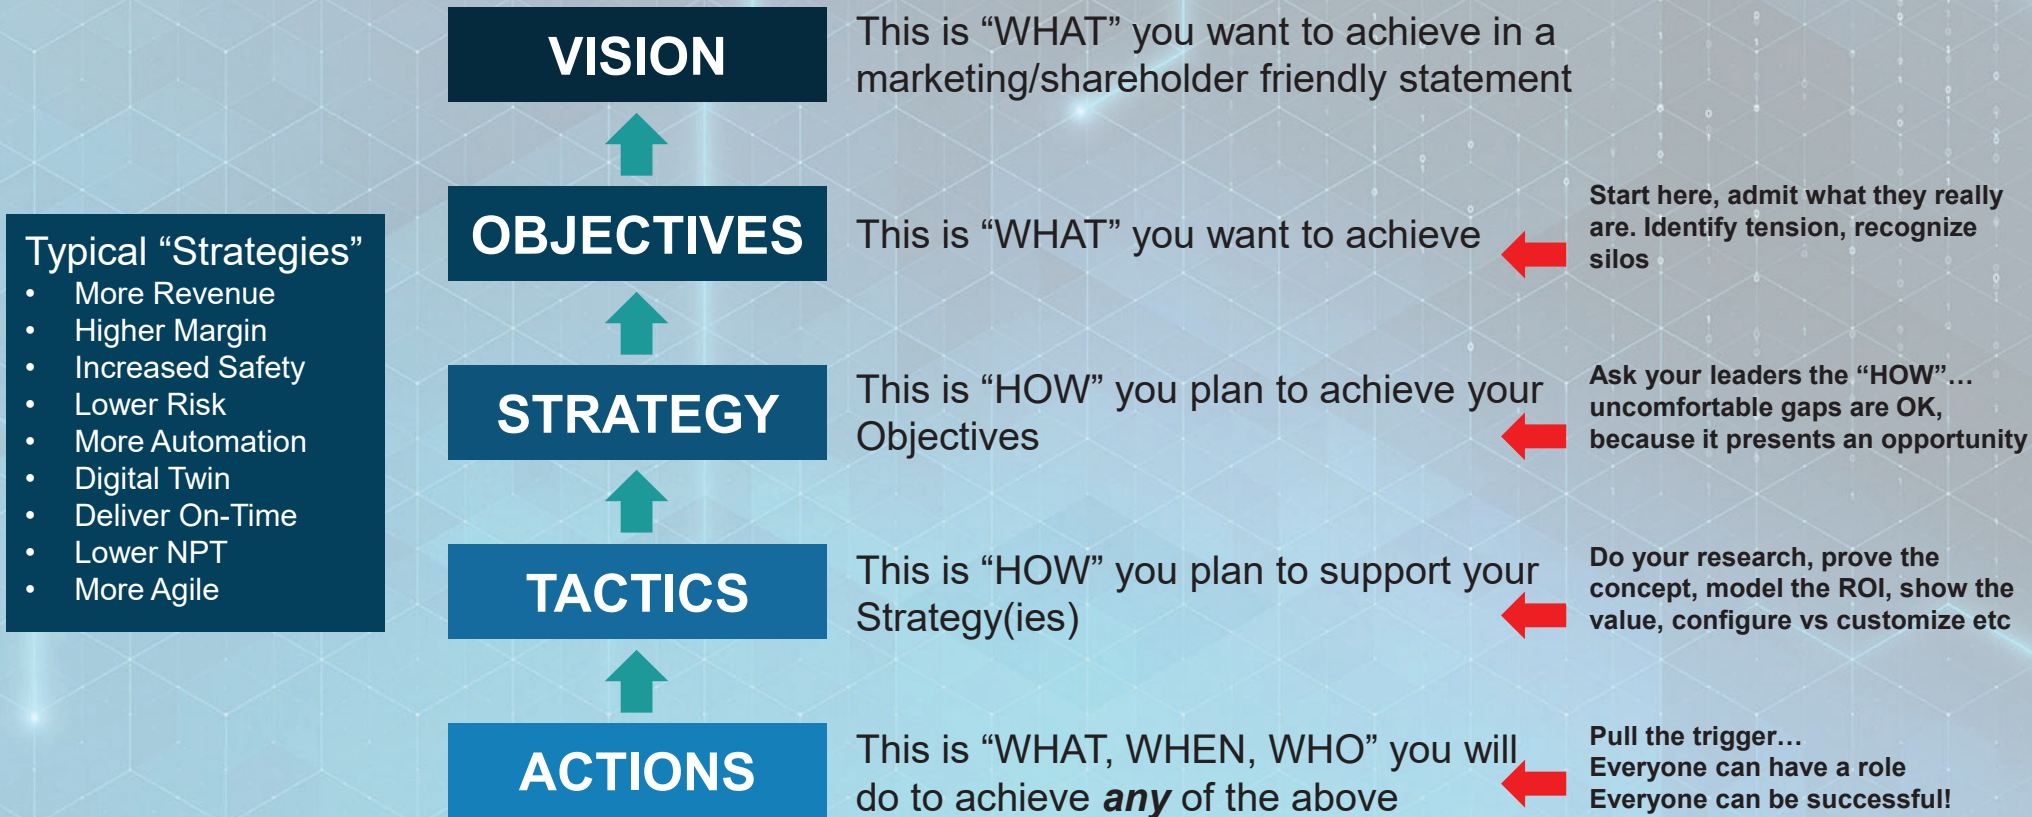 VISION
This is “WHAT” you want to achieve in a
marketing/shareholder friendly statement
OBJECTIVES
This is “WHAT” you want to achieve
Start here, admit what they really
are. Identify tension, recognize
silos
Typical “Strategies”
• More Revenue
• Higher Margin
• Increased Safety
• Lower Risk
• More Automation
• Digital Twin
• Deliver On-Time
• Lower NPT
• More Agile
STRATEGY
This is “HOW” you plan to achieve your
Objectives
Ask your leaders the “HOW”…
uncomfortable gaps are OK,
because it presents an opportunity
TACTICS
This is “HOW” you plan to support your
Strategy(ies)
Do your research, prove the
concept, model the ROI, show the
value, configure vs customize etc
ACTIONS
This is “WHAT, WHEN, WHO” you will
do to achieve any of the above
Pull the trigger…
Everyone can have a role
Everyone can be successful!